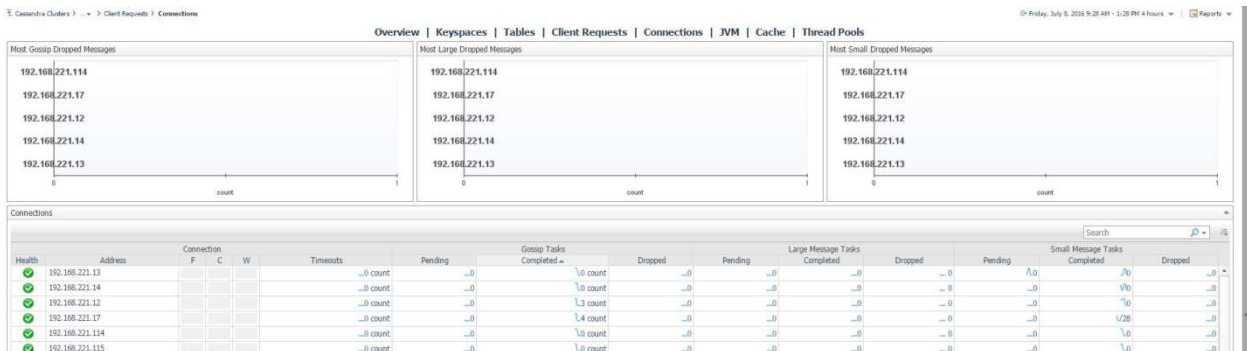 Cassandra Clusters > ... > Client Requests > Connections
Friday, July 8, 2016 9:28 AM - 1:28 PM 4 hours | Reports
Overview | Keyspaces | Tables | Client Requests | Connections | JVM | Cache | Thread Pools
Most Gossip Dropped Messages
192.168.221.114
192.168.221.17
192.168.221.12
192.168.221.14
192.168.221.13
0 1
count
Most Large Dropped Messages
192.168.221.114
192.168.221.17
192.168.221.12
192.168.221.14
192.168.221.13
0 1
count
Most Small Dropped Messages
192.168.221.114
192.168.221.17
192.168.221.12
192.168.221.14
192.168.221.13
0 1
count
Connections
Search
Connection Gossip Tasks Large Message Tasks Small Message Tasks
Health Address F C W Timeouts Pending Completed Dropped Pending Completed Dropped Pending Completed Dropped
192.168.221.13 0 count 0 0 count 0 0 0 0 0 0 0
192.168.221.14 0 count 0 0 count 0 0 0 0 0 0 0
192.168.221.12 0 count 0 3 count 0 0 0 0 0 0 0
192.168.221.17 0 count 0 4 count 0 0 0 0 0 28 0
192.168.221.114 0 count 0 0 count 0 0 0 0 0 0 0
192.168.221.115 0 count 0 0 count 0 0 0 0 0 0 0